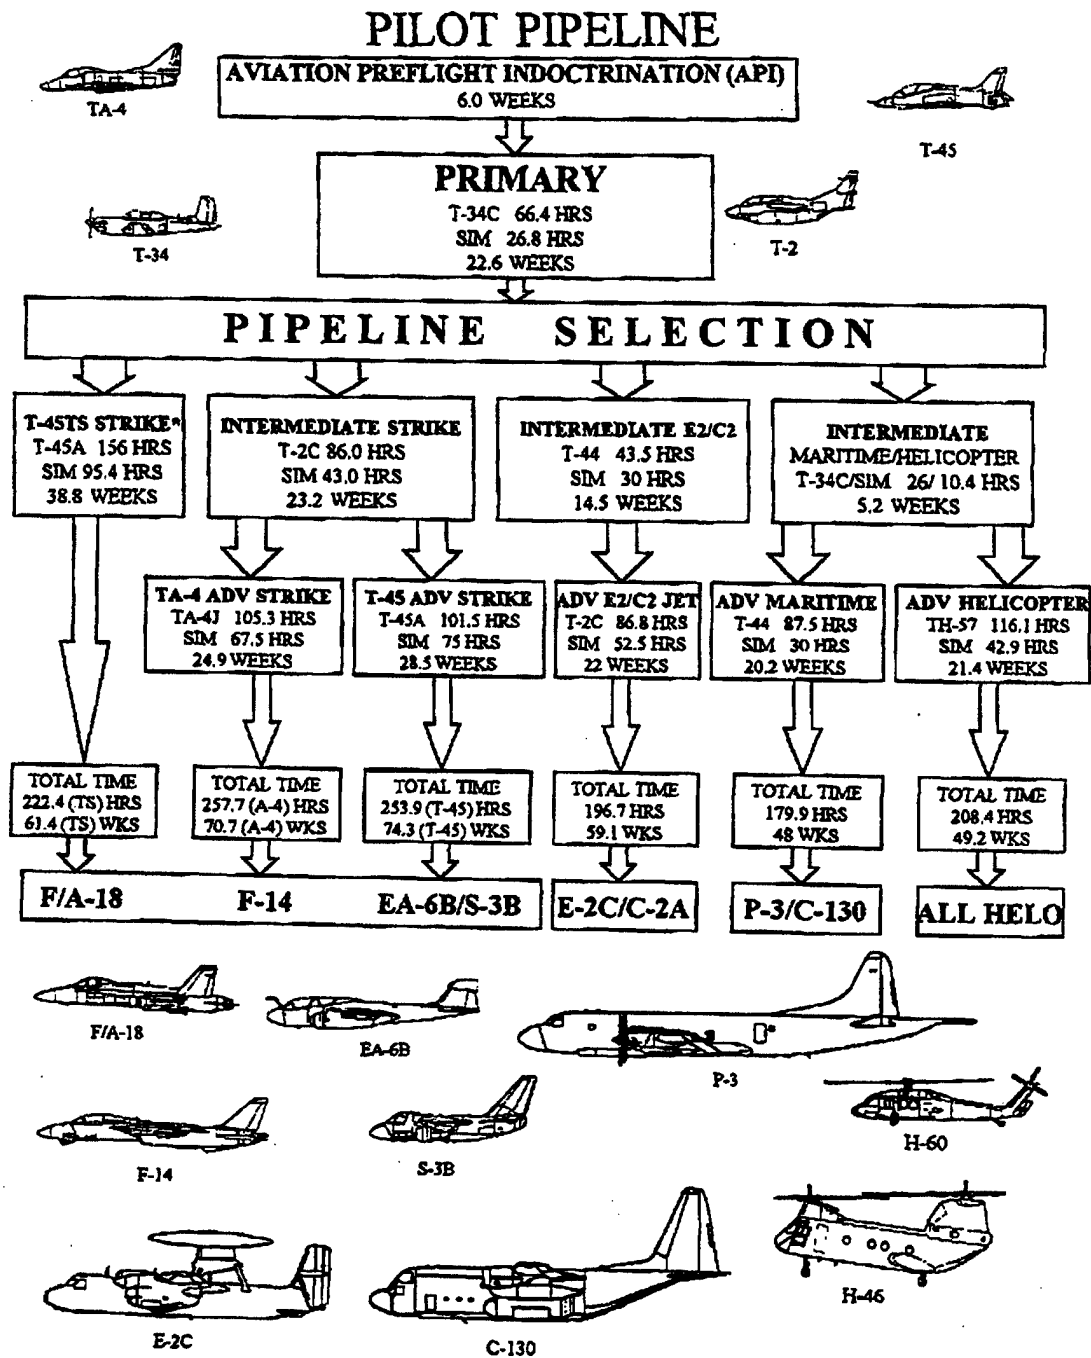 PILOT PIPELINE
AVIATION PREFLIGHT INDOCTRINATION (API)
6.0 WEEKS
TA-4
T-45
PRIMARY
T-34C 66.4 HRS
SIM 26.8 HRS
22.6 WEEKS
T-34
T-2
PIPELINE SELECTION
T-45TS STRIKE*
T-45A 156 HRS
SIM 95.4 HRS
38.8 WEEKS
INTERMEDIATE STRIKE
T-2C 86.0 HRS
SIM 43.0 HRS
23.2 WEEKS
INTERMEDIATE E2/C2
T-44 43.5 HRS
SIM 30 HRS
14.5 WEEKS
INTERMEDIATE
MARITIME/HELICOPTER
T-34C/SIM 26/ 10.4 HRS
5.2 WEEKS
TA-4 ADV STRIKE
TA-4J 105.3 HRS
SIM 67.5 HRS
24.9 WEEKS
T-45 ADV STRIKE
T-45A 101.5 HRS
SIM 75 HRS
28.5 WEEKS
ADV E2/C2 JET
T-2C 86.8 HRS
SIM 52.5 HRS
22 WEEKS
ADV MARITIME
T-44 87.5 HRS
SIM 30 HRS
20.2 WEEKS
ADV HELICOPTER
TH-57 116.1 HRS
SIM 42.9 HRS
21.4 WEEKS
TOTAL TIME
222.4 (TS) HRS
61.4 (TS) WKS
TOTAL TIME
257.7 (A-4) HRS
70.7 (A-4) WKS
TOTAL TIME
253.9 (T-45) HRS
74.3 (T-45) WKS
TOTAL TIME
196.7 HRS
59.1 WKS
TOTAL TIME
179.9 HRS
48 WKS
TOTAL TIME
208.4 HRS
49.2 WKS
F/A-18
F-14
EA-6B/S-3B
E-2C/C-2A
P-3/C-130
ALL HELO
F/A-18
EA-6B
P-3
F-14
S-3B
H-60
E-2C
C-130
H-46